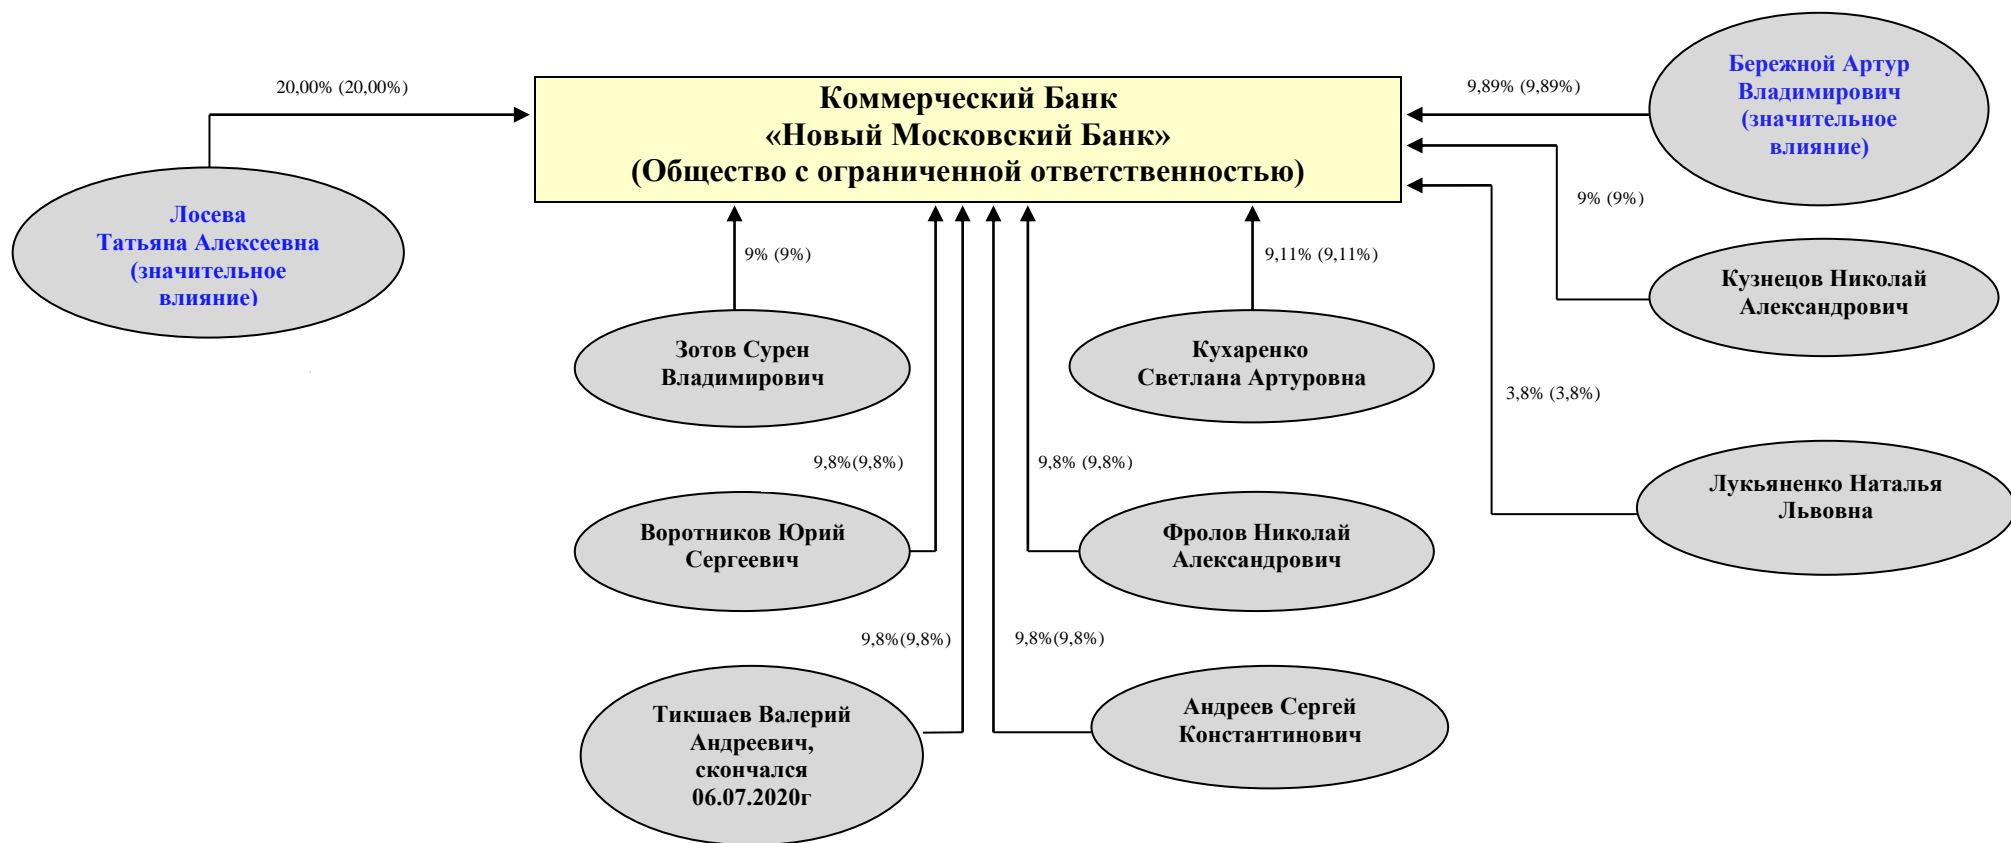 20,00% (20,00%)
Коммерческий Банк
«Новый Московский Банк»
(Общество с ограниченной ответственностью)
9,89% (9,89%)
Бережной Артур
Владимирович
(значительное
влияние)
Лосева
Татьяна Алексеевна
(значительное
влияние)
9% (9%)
9,11% (9,11%)
9% (9%)
Кузнецов Николай
Александрович
Зотов Сурен
Владимирович
Кухаренко
Светлана Артуровна
3,8% (3,8%)
9,8%(9,8%)
9,8% (9,8%)
Лукьяненко Наталья
Львовна
Воротников Юрий
Сергеевич
Фролов Николай
Александрович
9,8%(9,8%)
9,8%(9,8%)
Тикшаев Валерий
Андреевич,
скончался
06.07.2020г
Андреев Сергей
Константинович